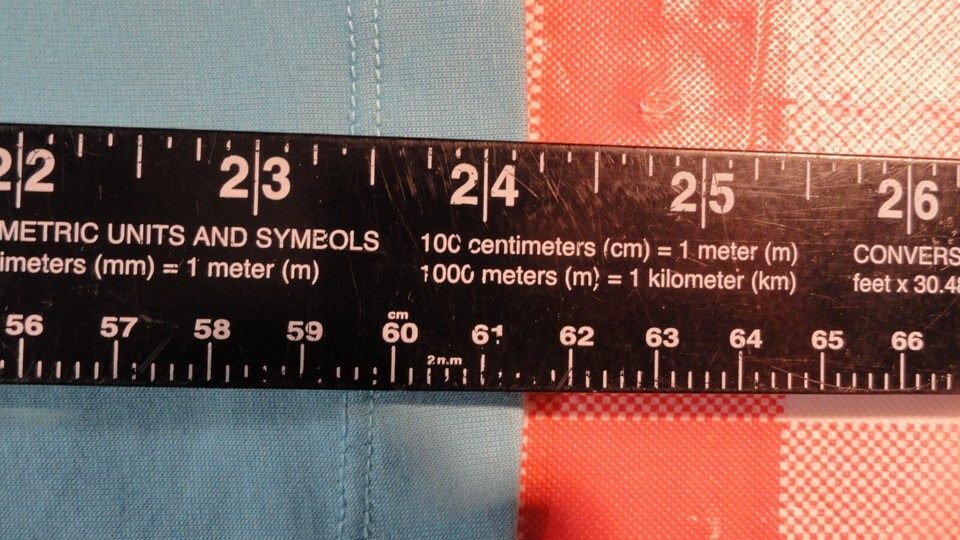 22 23 24 25 26
METRIC UNITS AND SYMBOLS
imeters (mm) = 1 meter (m)
100 centimeters (cm) = 1 meter (m)
1000 meters (m) = 1 kilometer (km)
CONVERS
feet x 30.48
cm
56 57 58 59 60 61 62 63 64 65 66
2mm